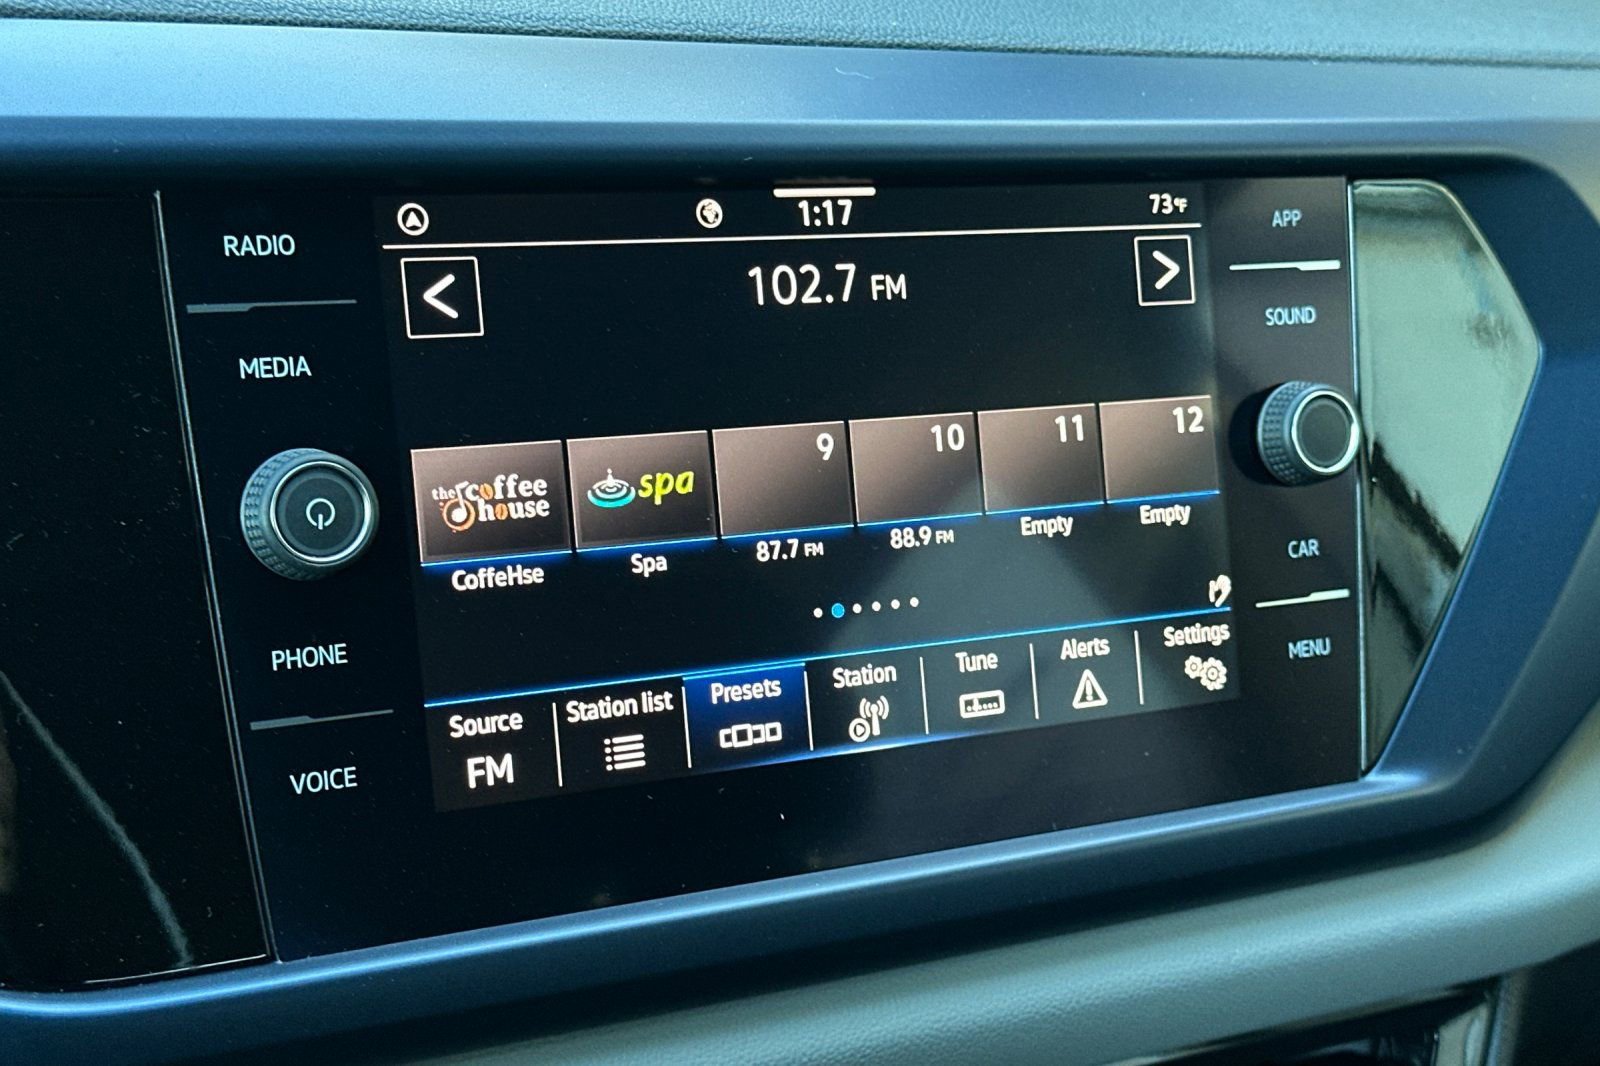 RADIO
MEDIA
PHONE
VOICE
1:17
73°F
102.7 FM
the coffee
house
spa
9
10
11
12
CoffeHse
Spa
87.7 FM
88.9 FM
Empty
Empty
Source
FM
Station list
Presets
Station
Tune
Alerts
Settings
APP
SOUND
CAR
MENU